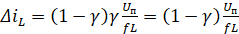 Δi_L = (1 − γ)γ U_п/fL = (1 − γ) U_п/fL